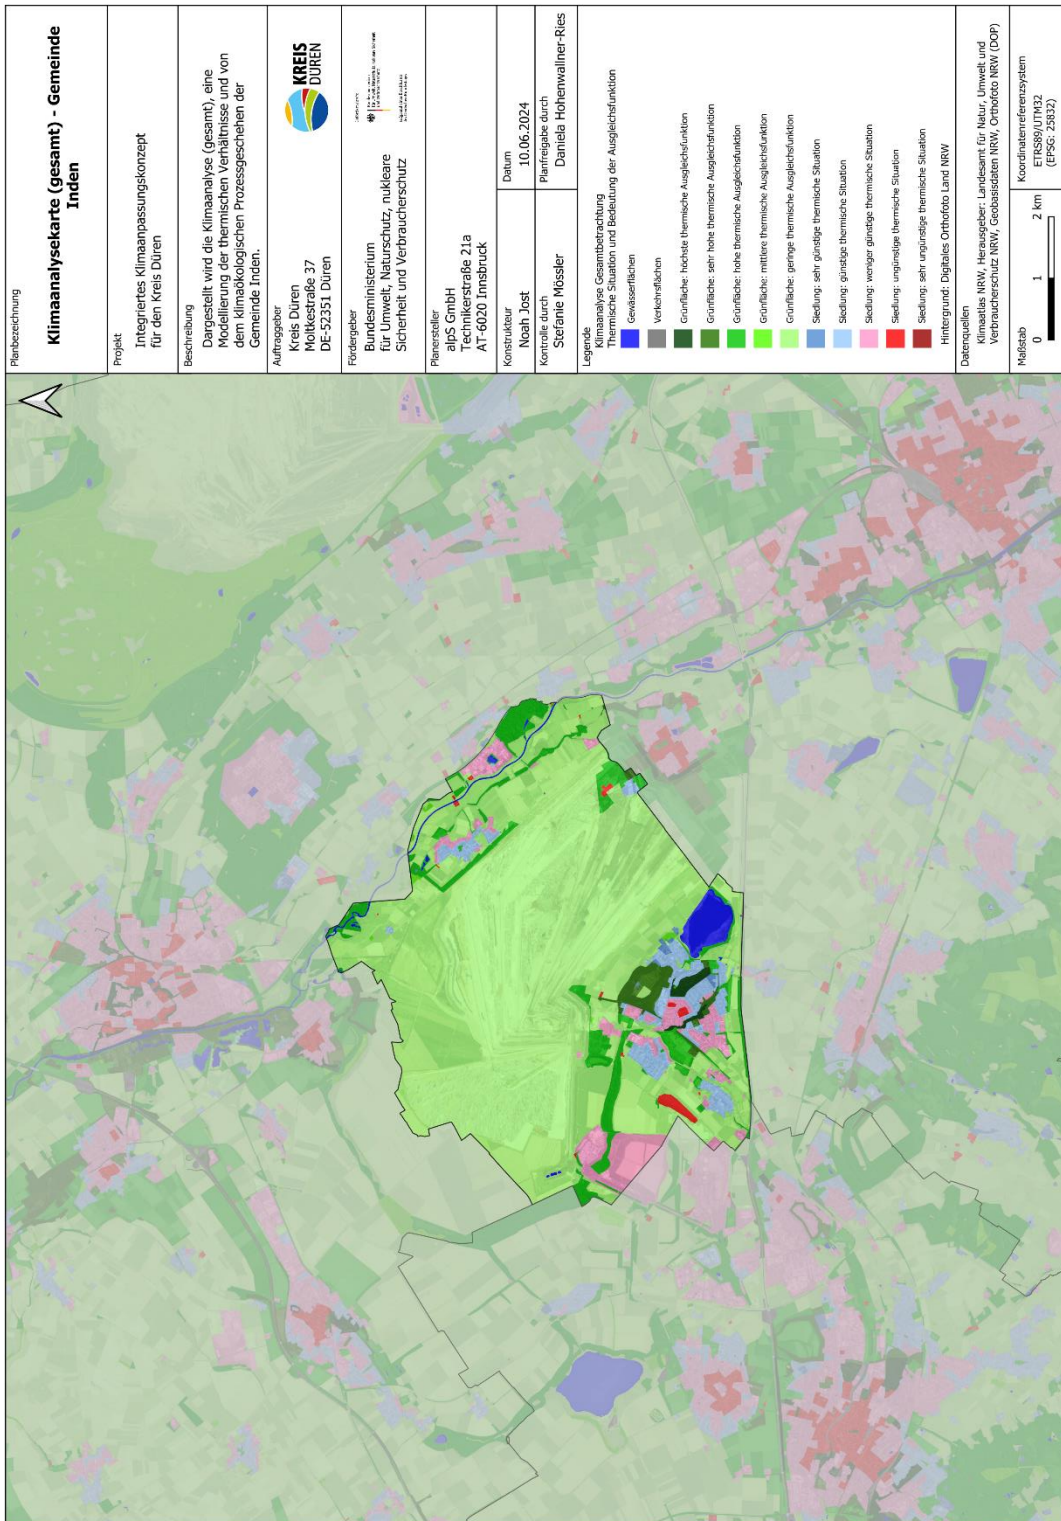 Planbezeichnung
Klimaanalysekarte (gesamt) - Gemeinde
Inden
Projekt
Integriertes Klimaanpassungskonzept
für den Kreis Düren
Beschreibung
Dargestellt wird die Klimaanalyse (gesamt), eine
Modellierung der thermischen Verhältnisse und von
dem klimaökologischen Prozessgeschehen der
Gemeinde Inden.
Auftraggeber
Kreis Düren
Moltkestraße 37
DE-52351 Düren
KREIS
DÜREN
Fördergeber
Bundesministerium
für Umwelt, Naturschutz, nukleare
Sicherheit und Verbraucherschutz
Planersteller
alpS GmbH
Technikerstraße 21a
AT-6020 Innsbruck
Konstrukteur
Noah Jost
Datum
10.06.2024
Kontrolle durch
Stefanie Mössler
Planfreigabe durch
Daniela Hohenwallner-Ries
Legende
Klimaanalyse Gesamtbetrachtung
Thermische Situation und Bedeutung der Ausgleichsfunktion
Gewässerflächen
Verkehrsflächen
Grünfläche: höchste thermische Ausgleichsfunktion
Grünfläche: sehr hohe thermische Ausgleichsfunktion
Grünfläche: hohe thermische Ausgleichsfunktion
Grünfläche: mittlere thermische Ausgleichsfunktion
Grünfläche: geringe thermische Ausgleichsfunktion
Siedlung: sehr günstige thermische Situation
Siedlung: günstige thermische Situation
Siedlung: weniger günstige thermische Situation
Siedlung: ungünstige thermische Situation
Siedlung: sehr ungünstige thermische Situation
Hintergrund: Digitales Orthofoto Land NRW
Datenquellen
Klimaatlas NRW, Herausgeber: Landesamt für Natur, Umwelt und
Verbraucherschutz NRW, Geobasisdaten NRW, Orthofoto NRW (DOP)
Maßstab
0 1 2 km
Koordinatenreferenzsystem
ETRS89/UTM32
(EPSG: 25832)